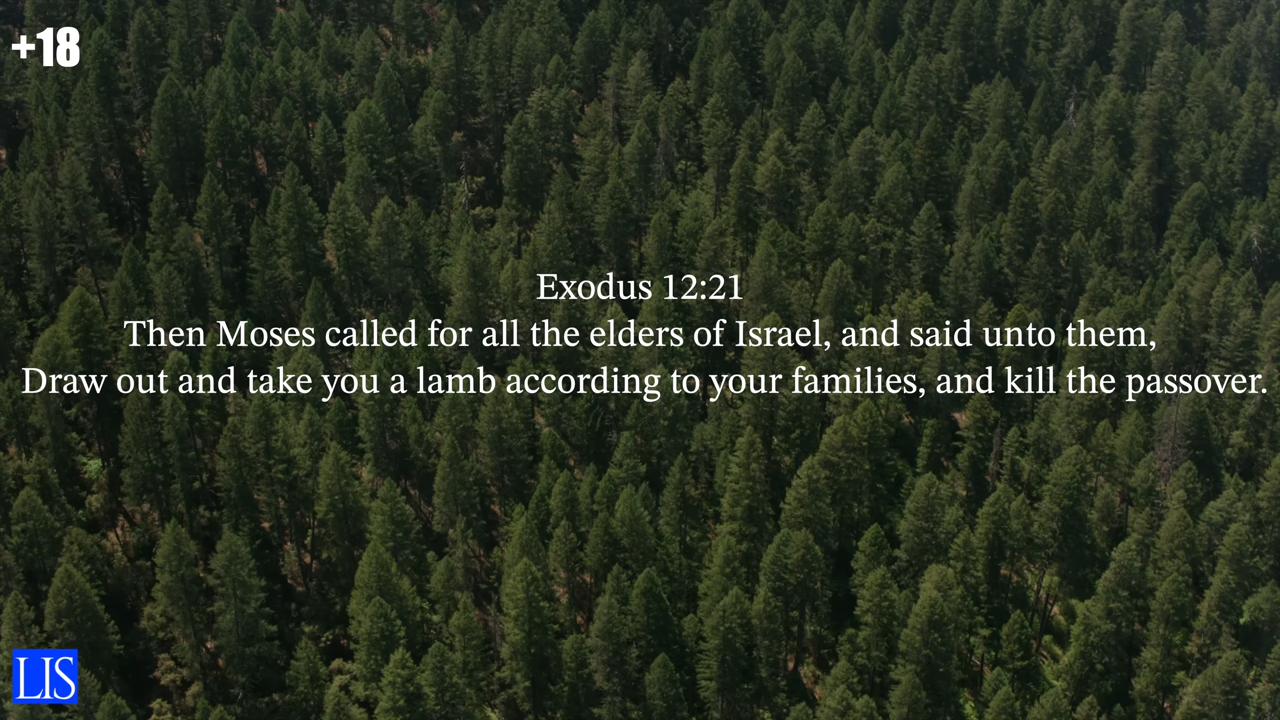 +18
Exodus 12:21
Then Moses called for all the elders of Israel, and said unto them,
Draw out and take you a lamb according to your families, and kill the passover.
LIS